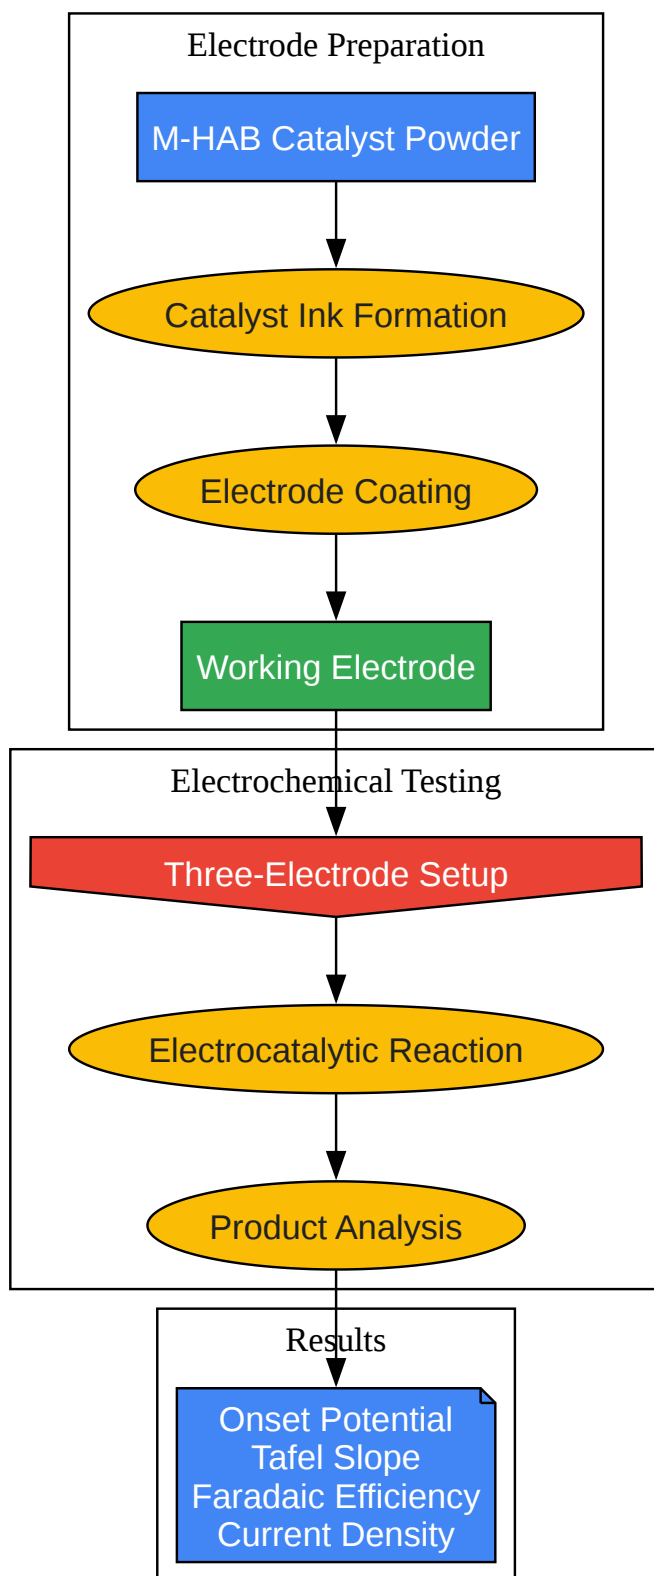 Electrode Preparation
M-HAB Catalyst Powder
Catalyst Ink Formation
Electrode Coating
Working Electrode
Electrochemical Testing
Three-Electrode Setup
Electrocatalytic Reaction
Product Analysis
Results
Onset Potential
Tafel Slope
Faradaic Efficiency
Current Density